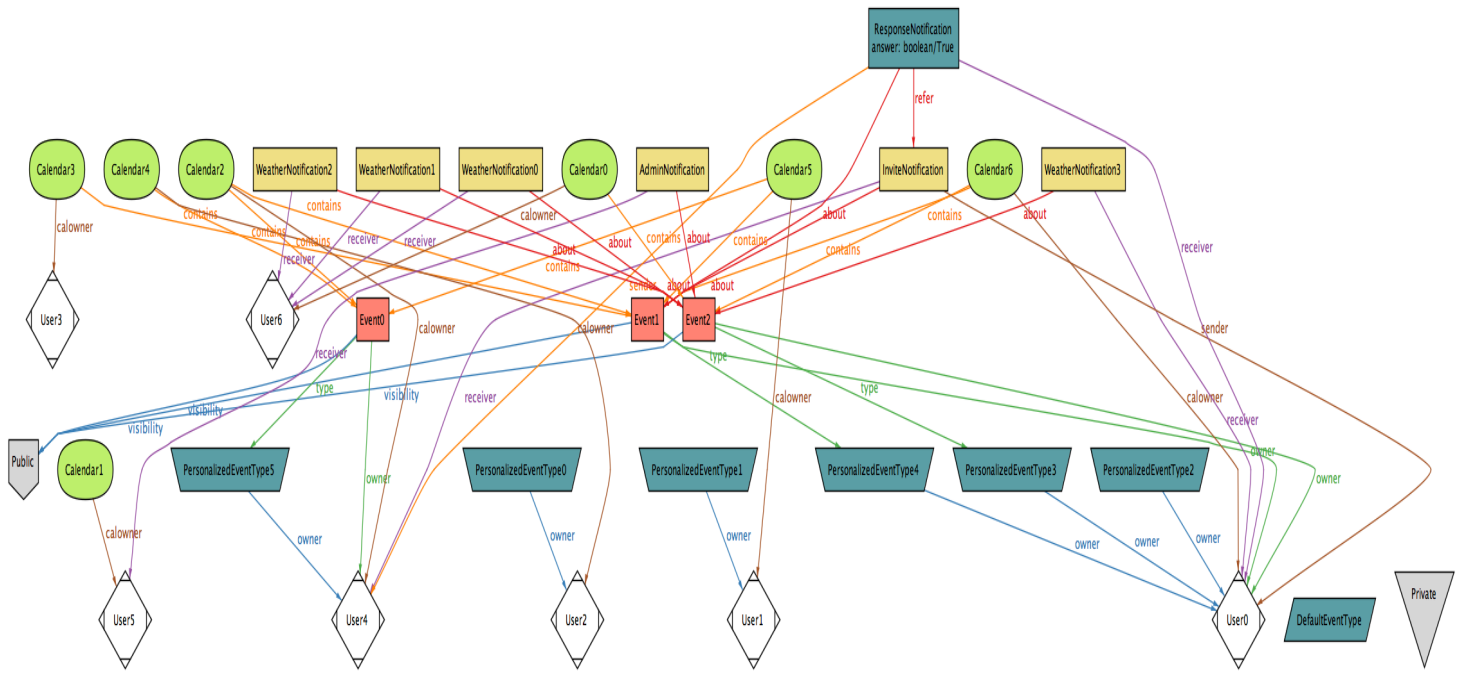 ResponseNotification
answer: boolean/True
refer
Calendar3
Calendar4
Calendar2
WeatherNotification2
WeatherNotification1
WeatherNotification0
Calendar0
AdminNotification
Calendar5
InviteNotification
Calendar6
WeatherNotification3
contains
contains
calowner
about
contains
about
calowner
contains
contains
receiver
receiver
about
contains
about
contains
contains
receiver
about
receiver
contains
sender
about
about
User3
User6
Event0
Event1
Event2
calowner
calowner
sender
receiver
type
type
type
visibility
receiver
calowner
calowner
visibility
visibility
receiver
owner
Public
Calendar1
PersonalizedEventType5
PersonalizedEventType0
PersonalizedEventType1
PersonalizedEventType4
PersonalizedEventType3
PersonalizedEventType2
owner
owner
calowner
owner
owner
owner
owner
owner
owner
User5
User4
User2
User1
User0
DefaultEventType
Private